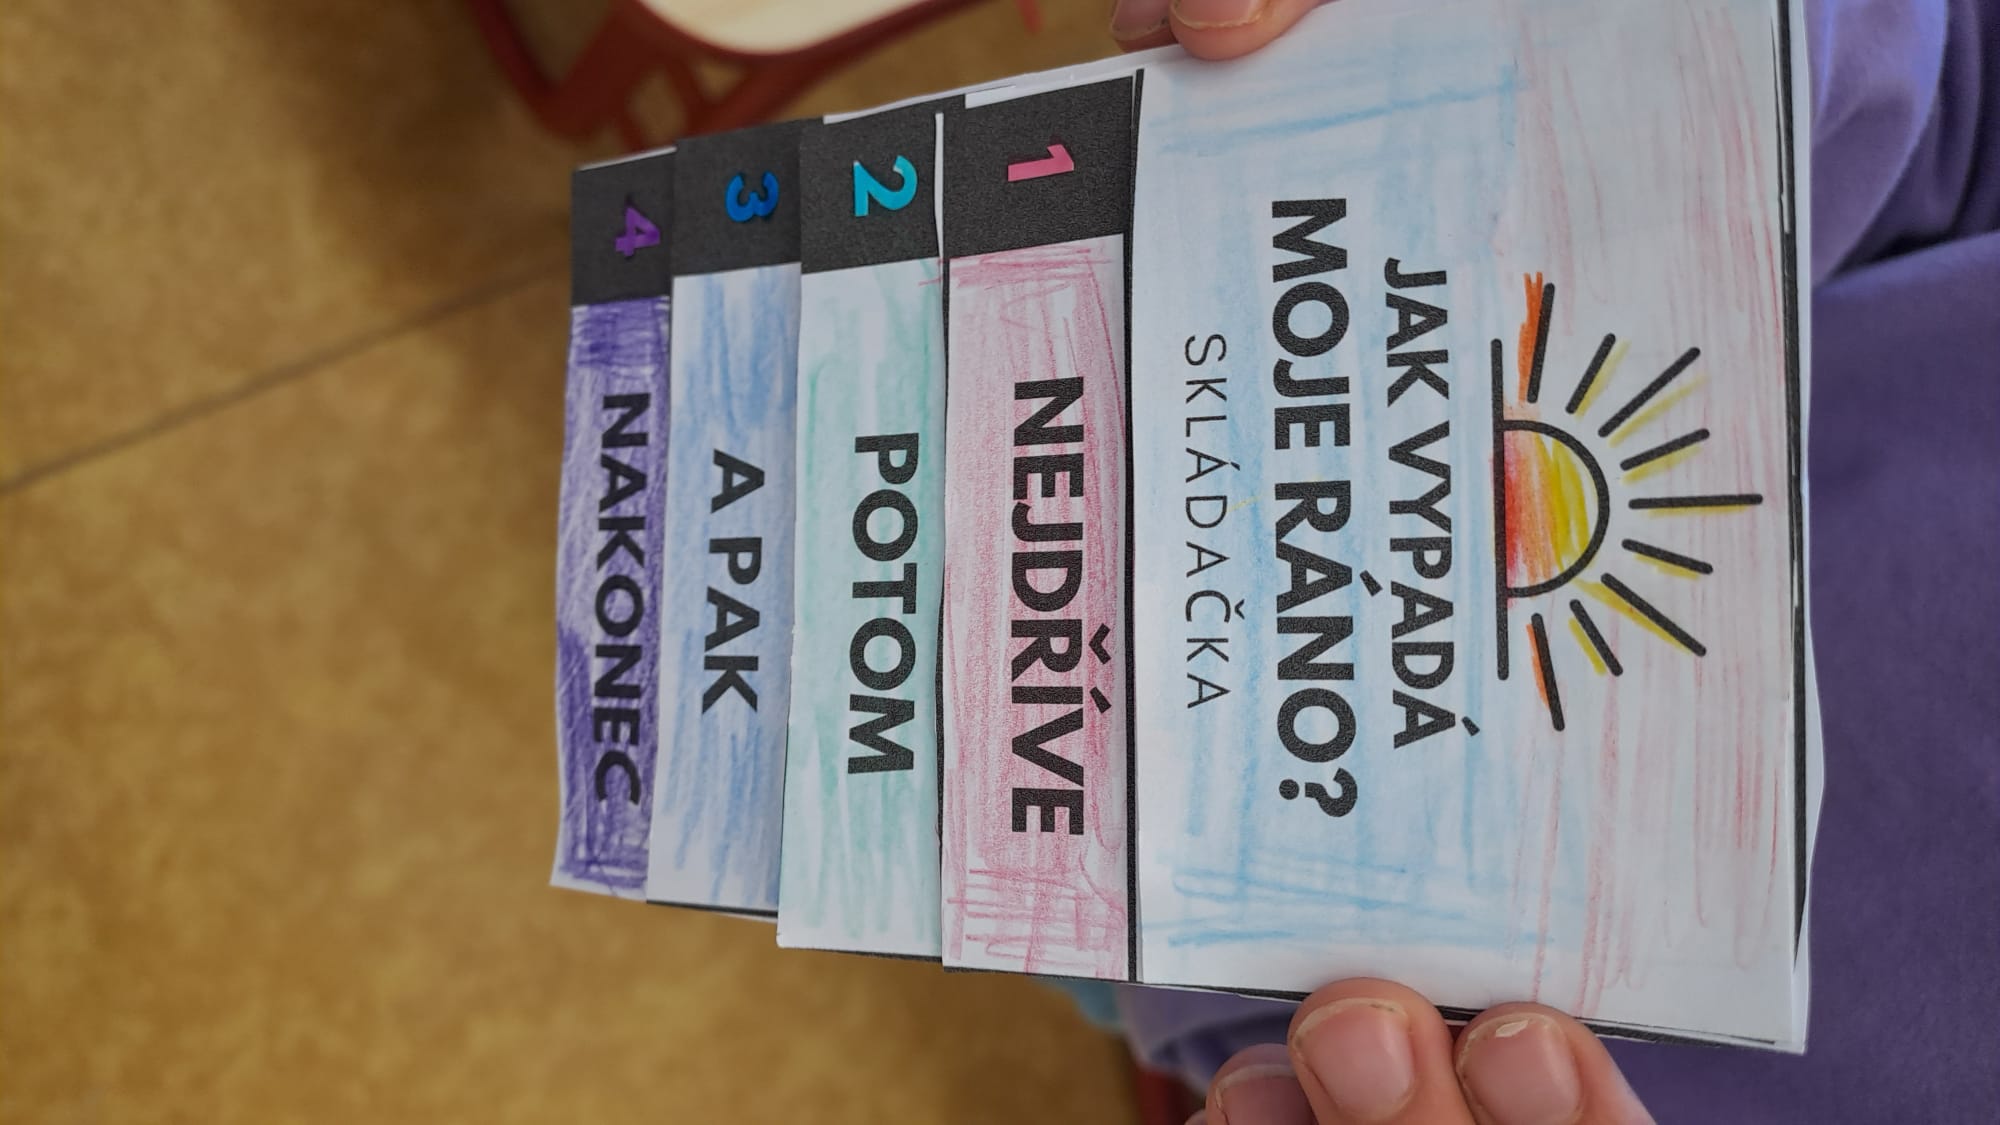 JAK VYPADÁ
MOJE RÁNO?
SKLÁDAČKA
1 NEJDŘÍVE
2 POTOM
3 A PAK
4 NAKONEC